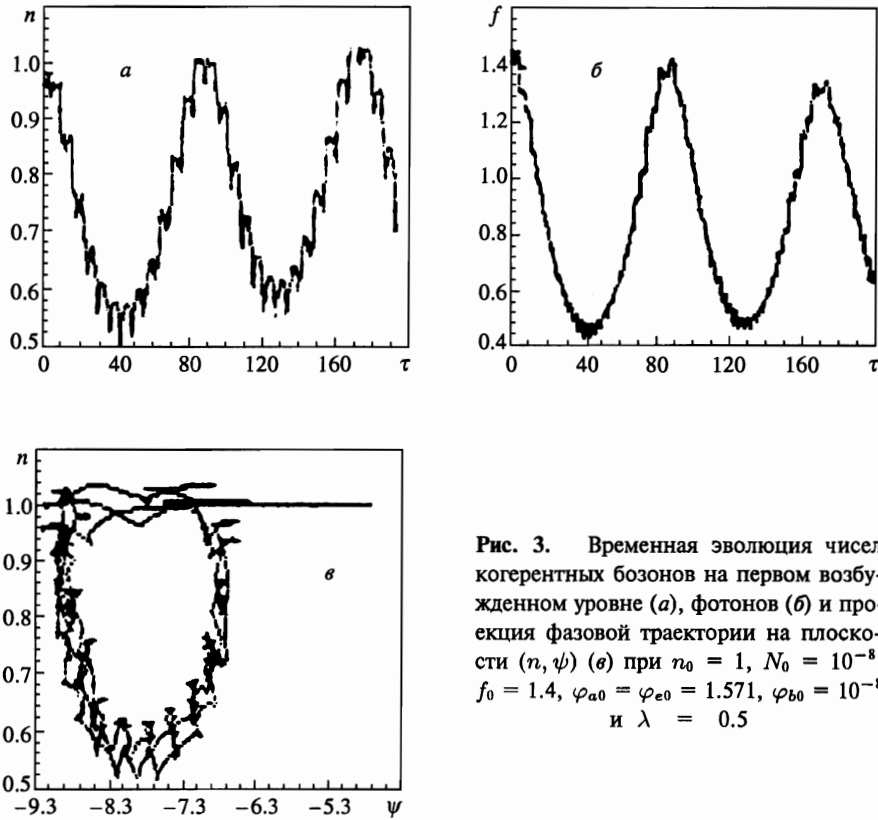 n
а
1.0
0.9
0.8
0.7
0.6
0.5
0 40 80 120 160 τ
f
б
1.4
1.2
1.0
0.8
0.6
0.4
0 40 80 120 160 τ
n
в
1.0
0.9
0.8
0.7
0.6
0.5
−9.3 −8.3 −7.3 −6.3 −5.3 ψ
Рис. 3. Временная эволюция чисел
когерентных бозонов на первом возбу-
жденном уровне (а), фотонов (б) и про-
екция фазовой траектории на плоско-
сти (n, ψ) (в) при n₀ = 1, N₀ = 10⁻⁸
f₀ = 1.4, φₐ₀ = φₑ₀ = 1.571, φ_b0 = 10⁻⁸
и λ = 0.5